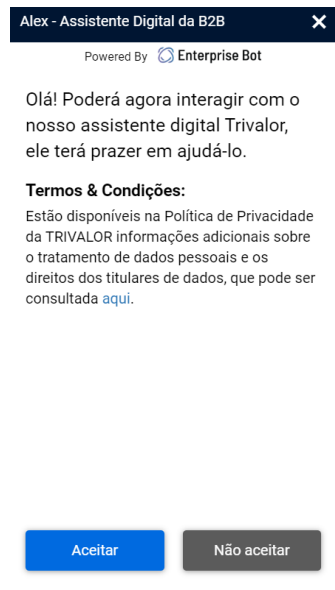 Alex - Assistente Digital da B2B
Powered By Enterprise Bot
Olá! Poderá agora interagir com o
nosso assistente digital Trivalor,
ele terá prazer em ajudá-lo.
Termos & Condições:
Estão disponíveis na Política de Privacidade
da TRIVALOR informações adicionais sobre
o tratamento de dados pessoais e os
direitos dos titulares de dados, que pode ser
consultada aqui.
Aceitar
Não aceitar